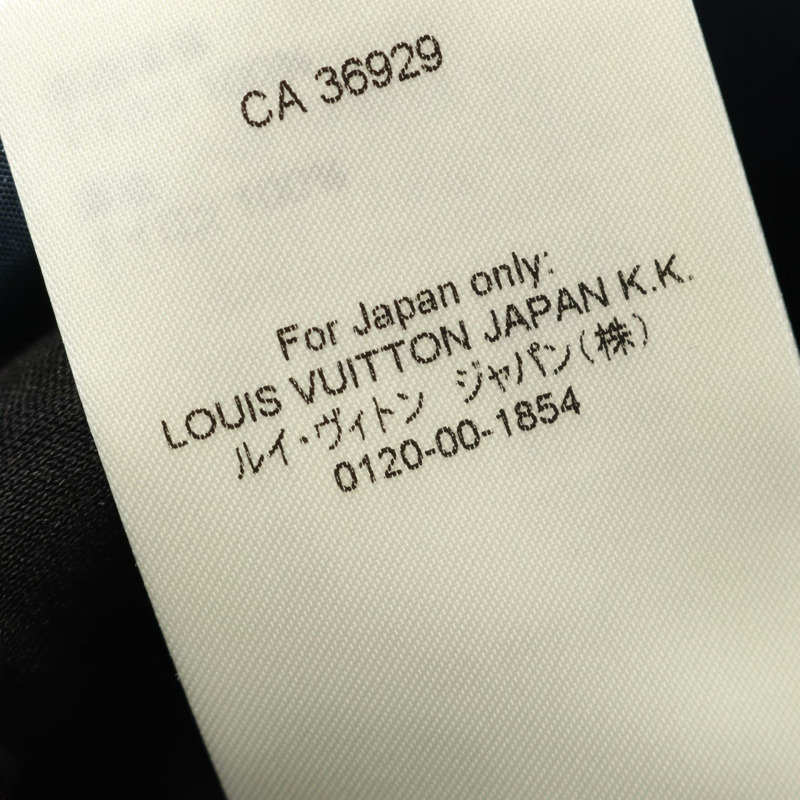 CA 36929
For Japan only:
LOUIS VUITTON JAPAN K.K.
ルイ・ヴィトン ジャパン(株)
0120-00-1854
100%